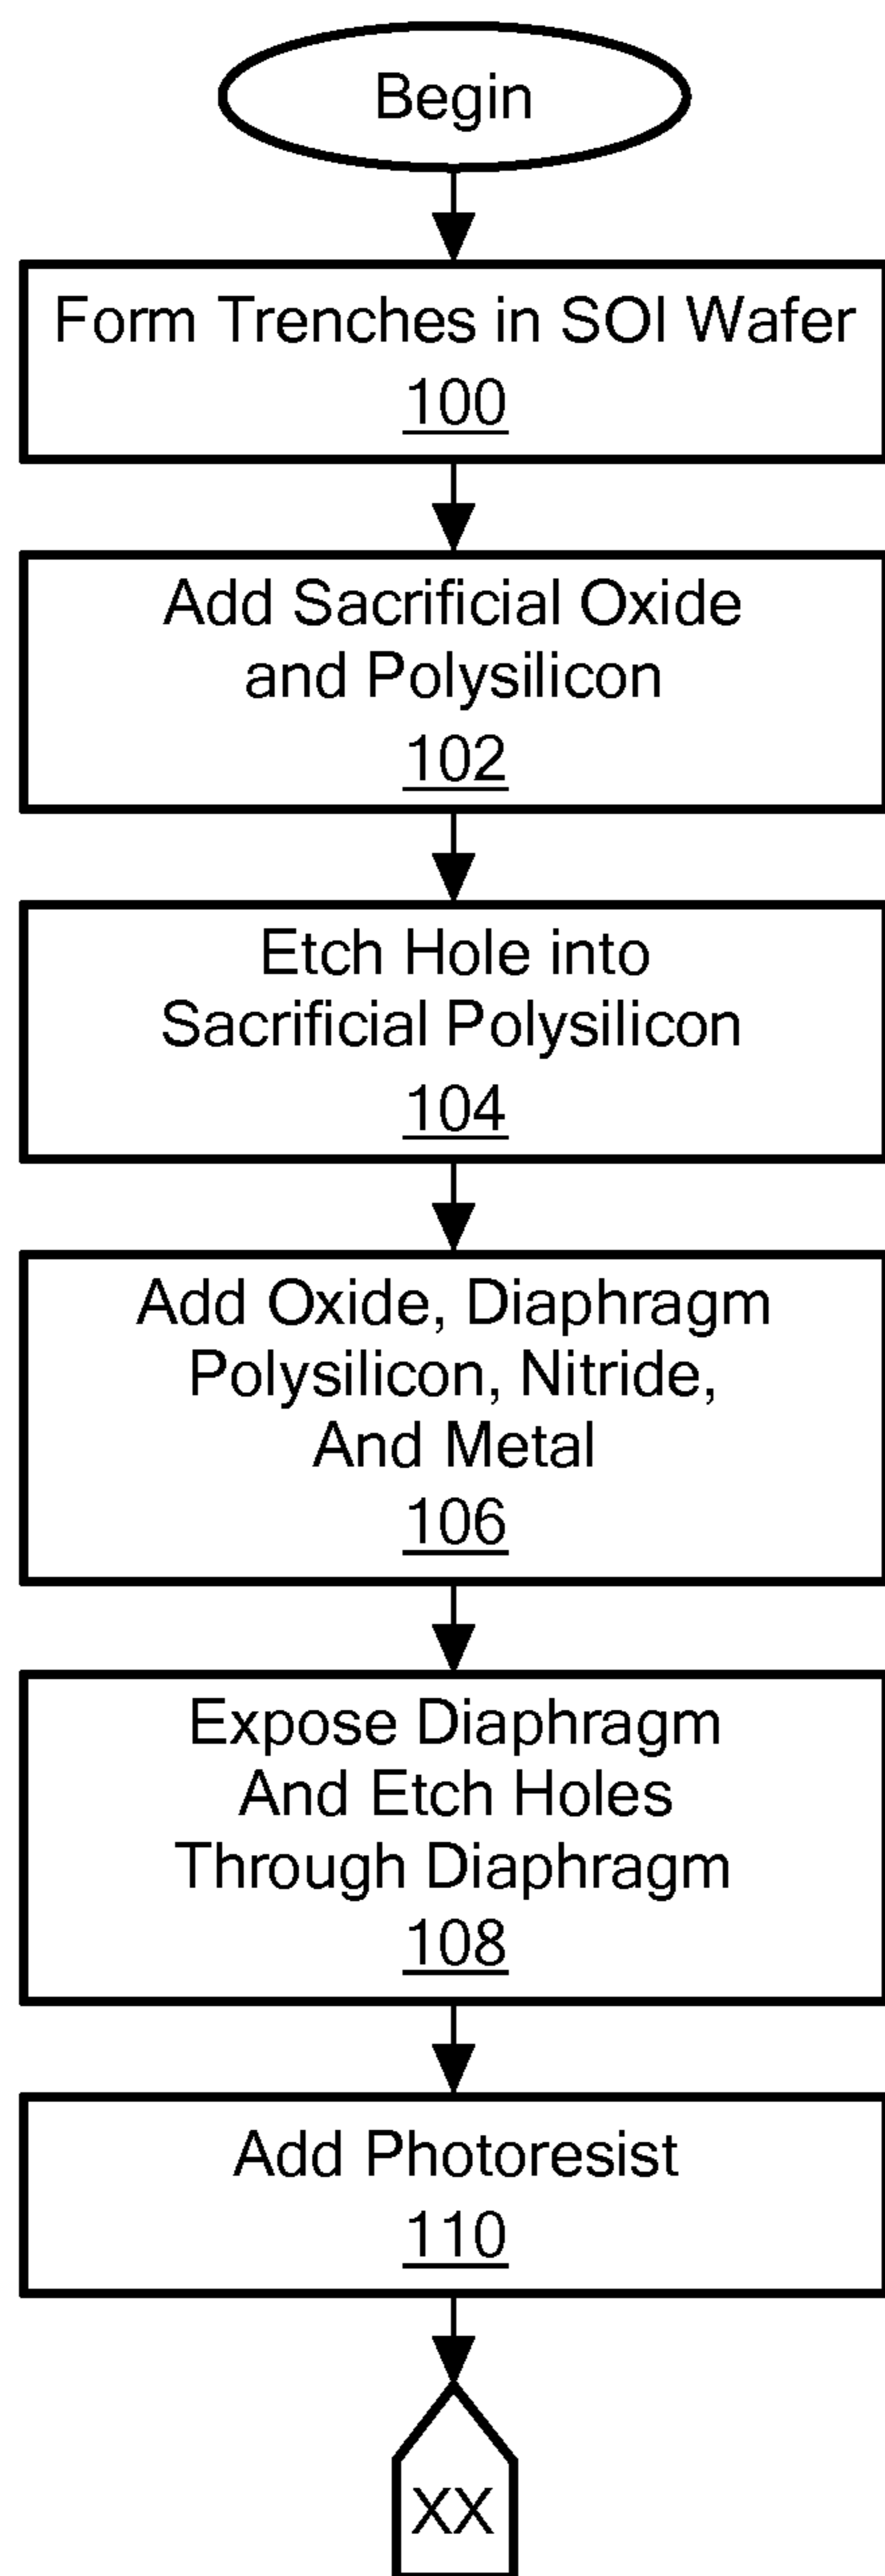 Begin
Form Trenches in SOI Wafer
100
Add Sacrificial Oxide
and Polysilicon
102
Etch Hole into
Sacrificial Polysilicon
104
Add Oxide, Diaphragm
Polysilicon, Nitride,
And Metal
106
Expose Diaphragm
And Etch Holes
Through Diaphragm
108
Add Photoresist
110
XX